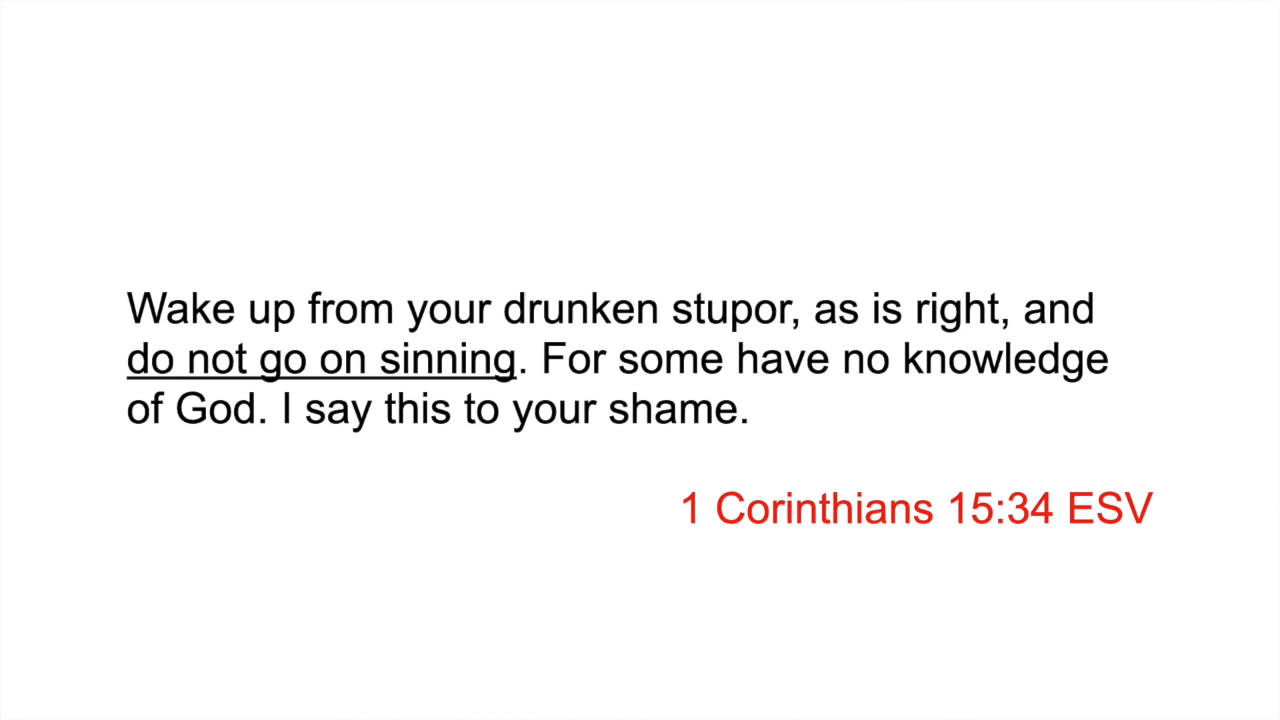 Wake up from your drunken stupor, as is right, and
do not go on sinning. For some have no knowledge
of God. I say this to your shame.
1 Corinthians 15:34 ESV